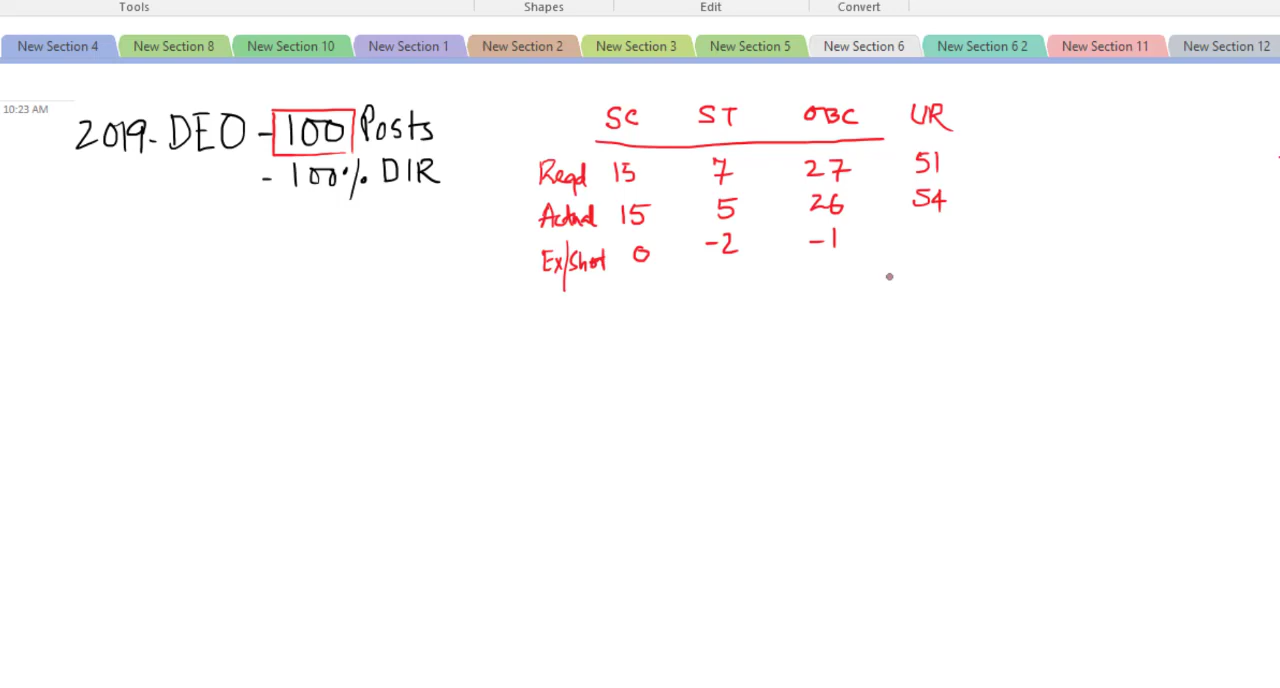 Tools Shapes Edit Convert
New Section 4 New Section 8 New Section 10 New Section 1 New Section 2 New Section 3 New Section 5 New Section 6 New Section 6 2 New Section 11 New Section 12
10:23 AM
2019- DEO - 100 Posts
- 100% DIR
SC ST OBC UR
Reqd 15 7 27 51
Actual 15 5 26 54
Ex/Shot 0 -2 -1